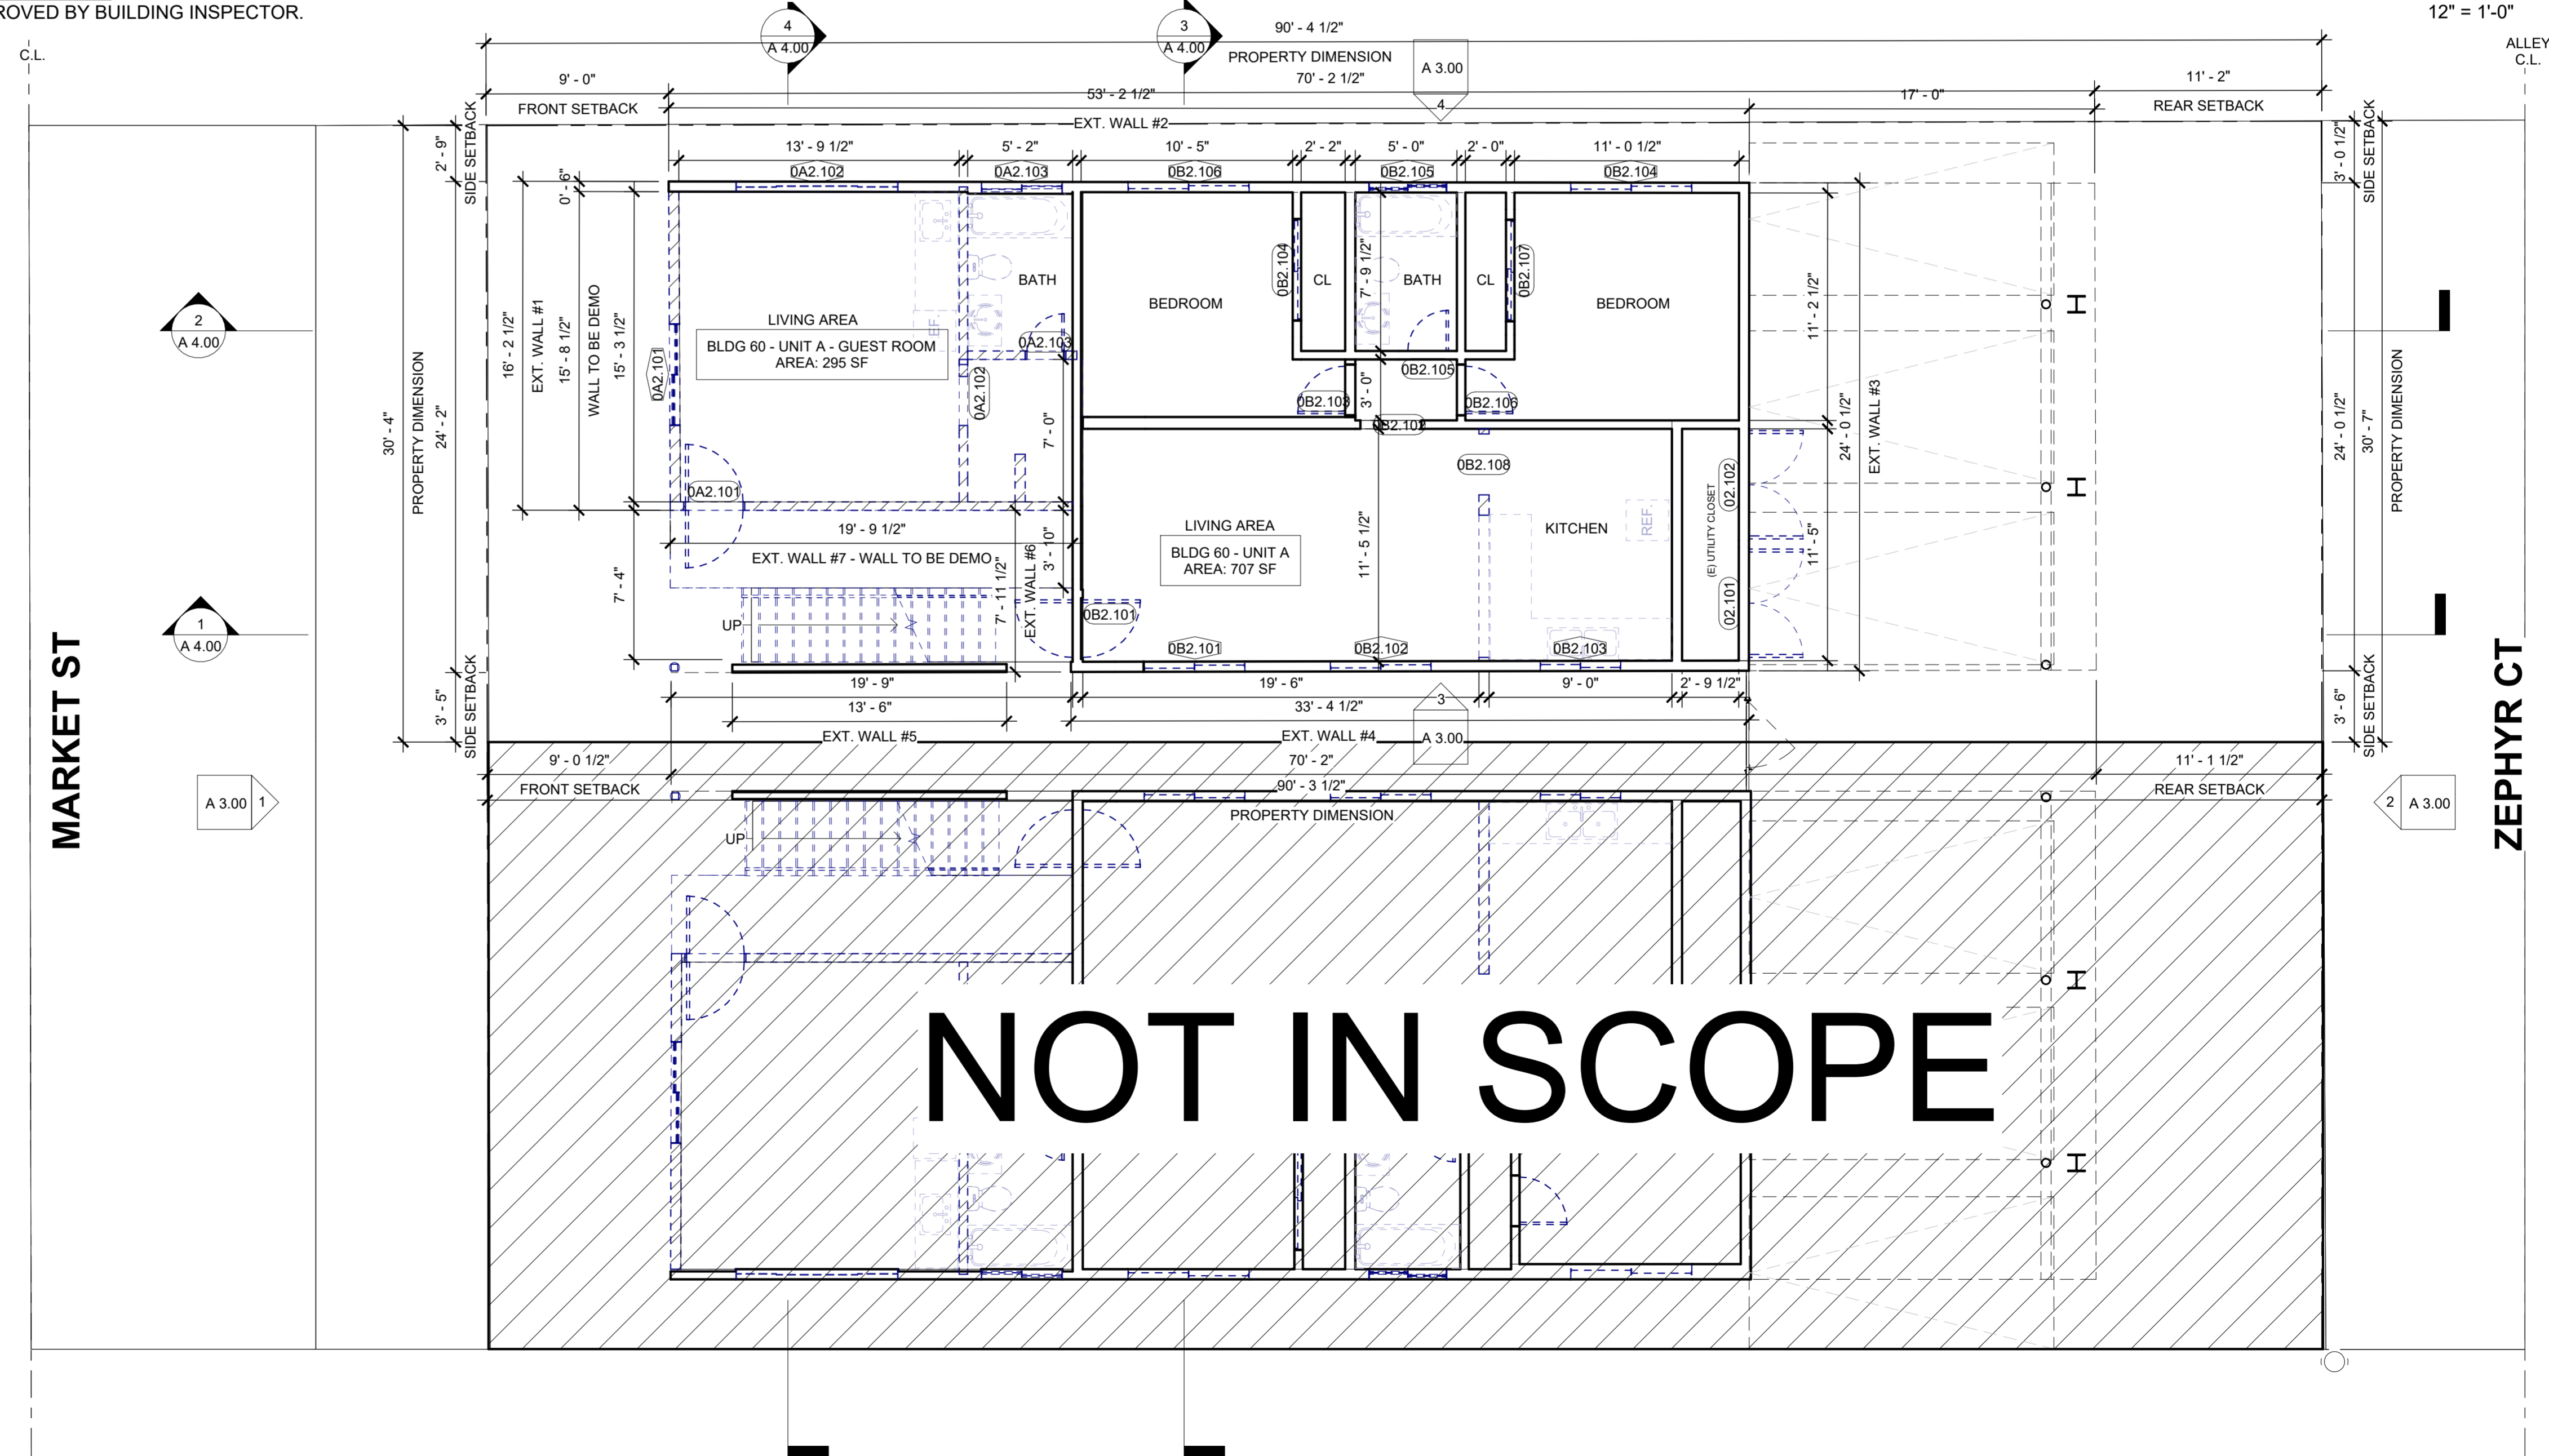 ROVED BY BUILDING INSPECTOR.
12" = 1'-0"
C.L.
4
A 4.00
3
A 4.00
90' - 4 1/2"
PROPERTY DIMENSION
A 3.00
4
ALLEY
C.L.
9' - 0"
70' - 2 1/2"
11' - 2"
FRONT SETBACK
53' - 2 1/2"
17' - 0"
REAR SETBACK
EXT. WALL #2
2' - 9"
SIDE SETBACK
3' - 0 1/2"
SIDE SETBACK
13' - 9 1/2"
5' - 2"
10' - 5"
2' - 2"
5' - 0"
2' - 0"
11' - 0 1/2"
0A2.102
0A2.103
0B2.106
0B2.105
0B2.104
0' - 6"
2
A 4.00
30' - 4"
PROPERTY DIMENSION
24' - 2"
16' - 2 1/2"
EXT. WALL #1
15' - 8 1/2"
WALL TO BE DEMO
15' - 3 1/2"
0A2.101
LIVING AREA
BLDG 60 - UNIT A - GUEST ROOM
AREA: 295 SF
BATH
0A2.103
0A2.102
7' - 0"
BEDROOM
0B2.104
CL
7' - 9 1/2"
BATH
CL
0B2.107
BEDROOM
11' - 2 1/2"
24' - 0 1/2"
EXT. WALL #3
24' - 0 1/2"
30' - 7"
PROPERTY DIMENSION
0B2.105
0B2.103
3' - 0"
0B2.106
0B2.102
0B2.108
0A2.101
19' - 9 1/2"
EXT. WALL #7 - WALL TO BE DEMO
7' - 11 1/2"
EXT. WALL #6
3' - 10"
7' - 4"
LIVING AREA
BLDG 60 - UNIT A
AREA: 707 SF
11' - 5 1/2"
KITCHEN
REF.
(E) UTILITY CLOSET
02.102
02.101
11' - 5"
1
A 4.00
UP
0B2.101
0B2.101
0B2.102
0B2.103
MARKET ST
ZEPHYR CT
3' - 5"
SIDE SETBACK
3' - 6"
SIDE SETBACK
19' - 9"
19' - 6"
9' - 0"
2' - 9 1/2"
13' - 6"
33' - 4 1/2"
3
A 3.00
EXT. WALL #5
EXT. WALL #4
9' - 0 1/2"
70' - 2"
11' - 1 1/2"
FRONT SETBACK
90' - 3 1/2"
REAR SETBACK
PROPERTY DIMENSION
A 3.00
1
2
A 3.00
UP
NOT IN SCOPE